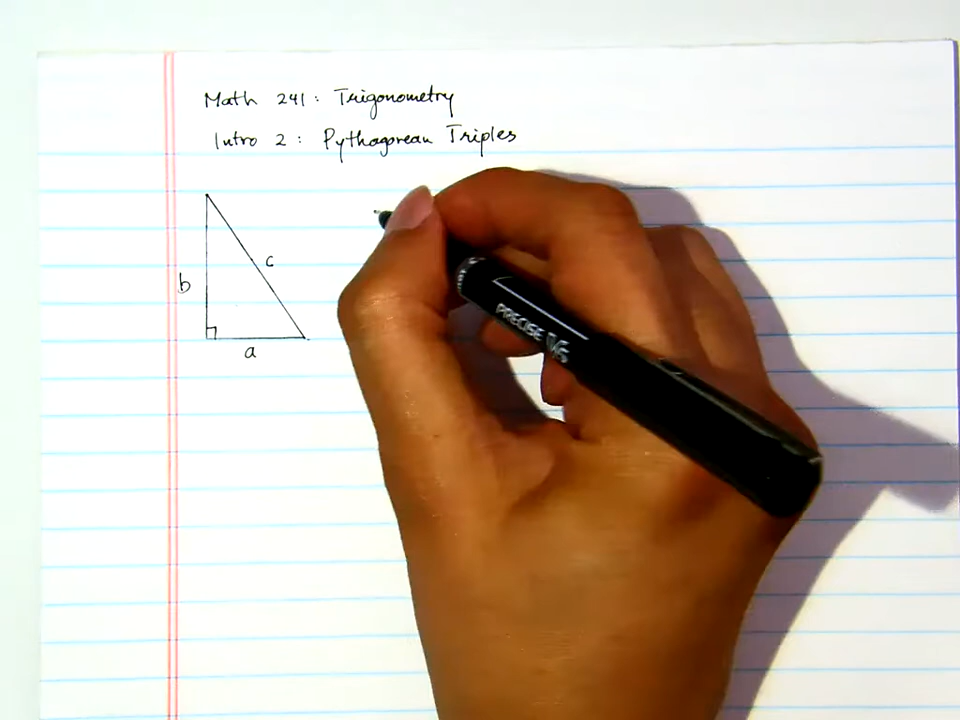 Math 241: Trigonometry
Intro 2: Pythagorean Triples
c
b
a
PRECISE V5